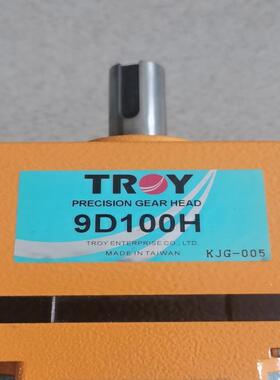 TROY
PRECISION GEAR HEAD
9D100H
TROY ENTERPRISE CO., LTD.
MADE IN TAIWAN
KJG-005